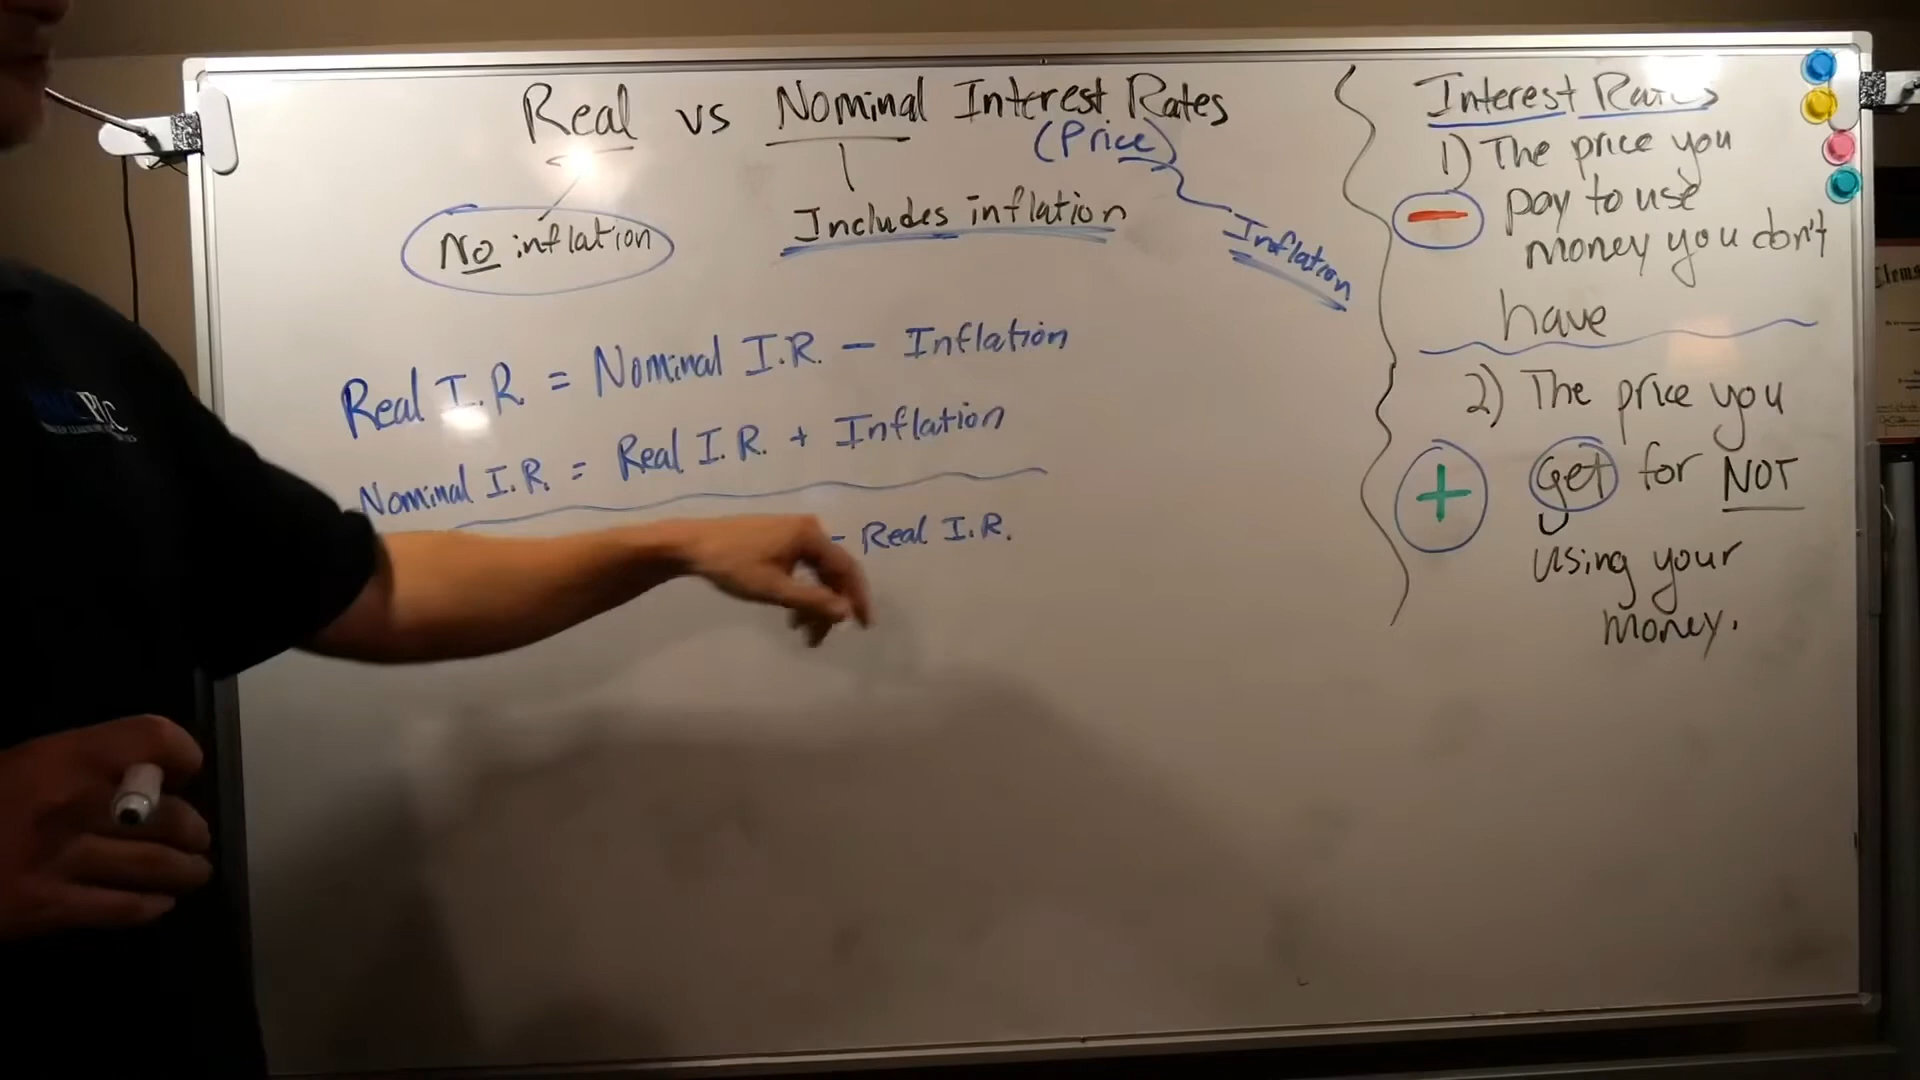 Real vs Nominal Interest Rates
(Price)
No inflation
Includes inflation
Inflation
Real I.R. = Nominal I.R. - Inflation
Nominal I.R. = Real I.R. + Inflation
- Real I.R.
Interest Rates
1) The price you
- pay to use
money you don't
have
2) The price you
+ get for NOT
using your
money.